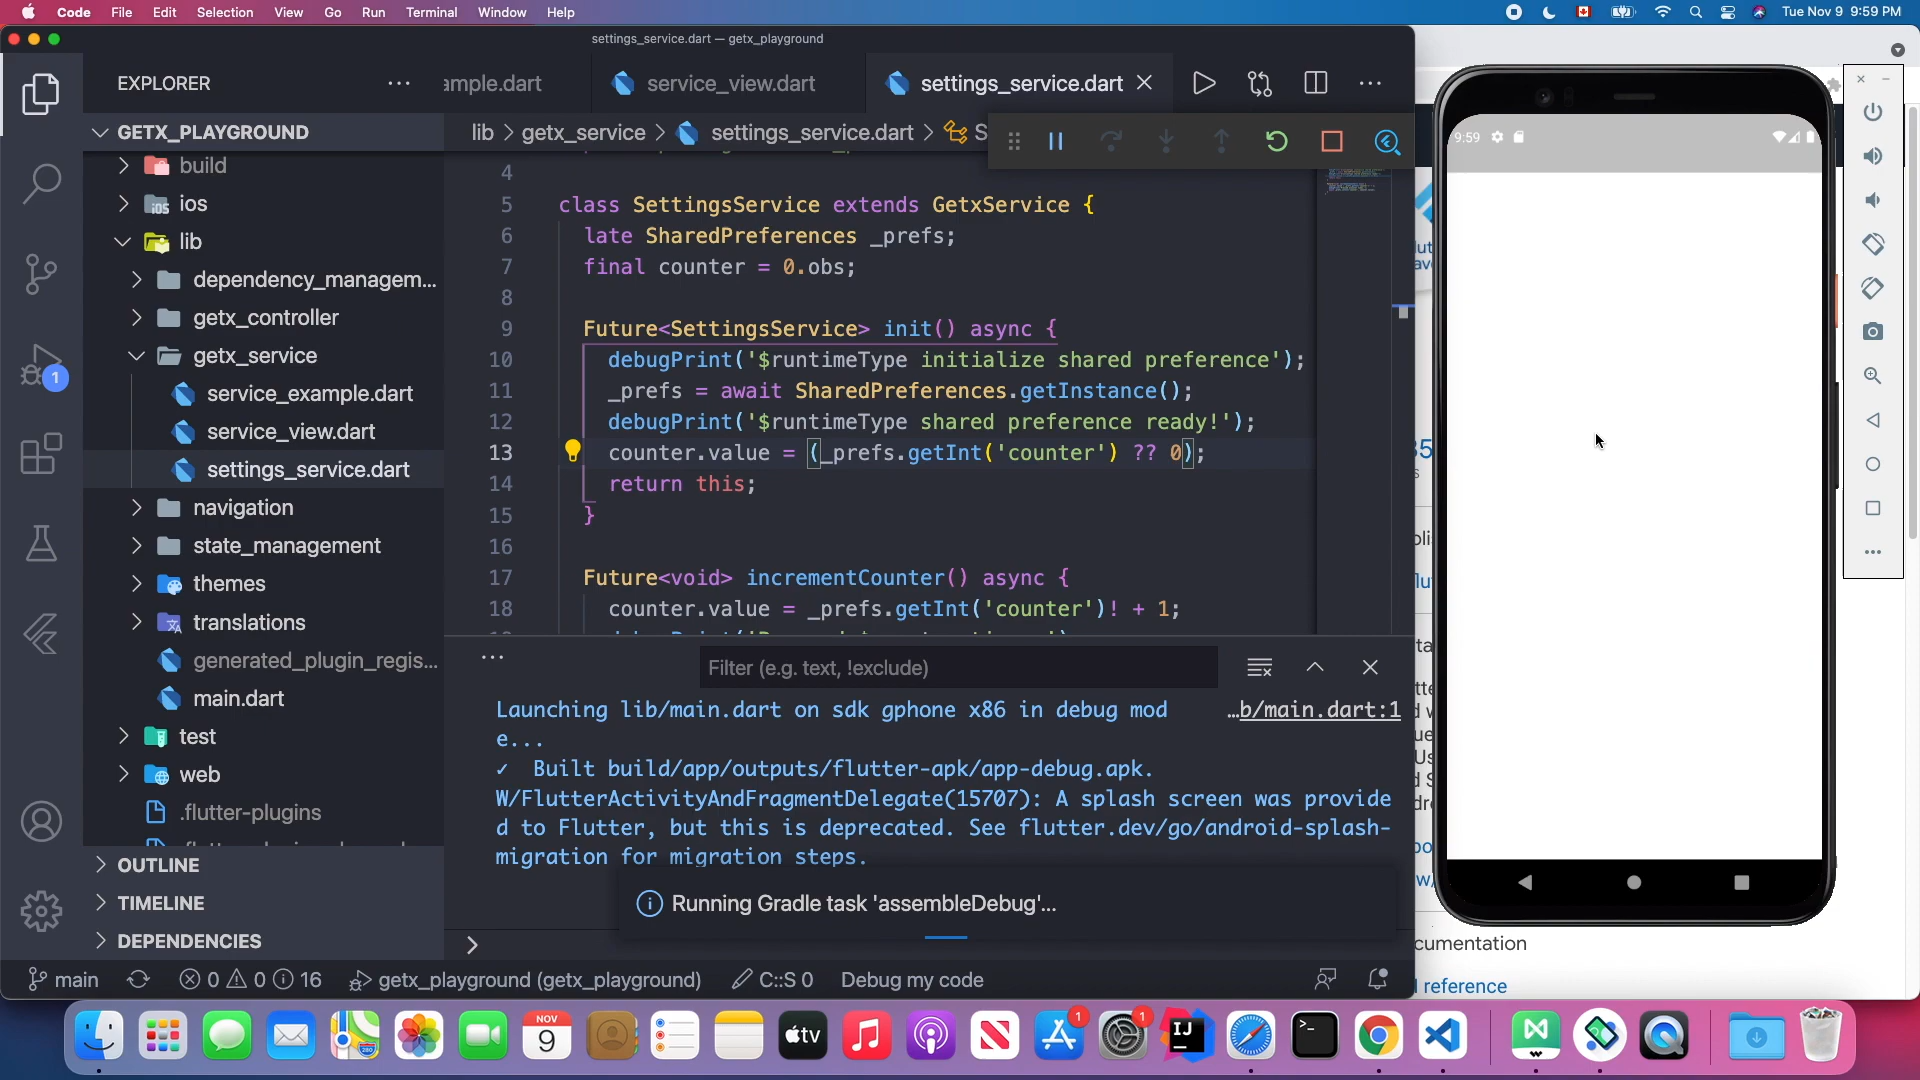 Code File Edit Selection View Go Run Terminal Window Help
Tue Nov 9 9:59 PM
settings_service.dart — getx_playground
EXPLORER
ample.dart
service_view.dart
settings_service.dart
GETX_PLAYGROUND
lib > getx_service > settings_service.dart > S
build
ios
lib
dependency_managem...
getx_controller
getx_service
service_example.dart
service_view.dart
settings_service.dart
navigation
state_management
themes
translations
generated_plugin_regis...
main.dart
test
web
.flutter-plugins
OUTLINE
TIMELINE
DEPENDENCIES
4
5 class SettingsService extends GetxService {
6 late SharedPreferences _prefs;
7 final counter = 0.obs;
8
9 Future<SettingsService> init() async {
10 debugPrint('$runtimeType initialize shared preference');
11 _prefs = await SharedPreferences.getInstance();
12 debugPrint('$runtimeType shared preference ready!');
13 counter.value = (_prefs.getInt('counter') ?? 0);
14 return this;
15 }
16
17 Future<void> incrementCounter() async {
18 counter.value = _prefs.getInt('counter')! + 1;
Filter (e.g. text, !exclude)
Launching lib/main.dart on sdk gphone x86 in debug mod
…b/main.dart:1
e...
✓ Built build/app/outputs/flutter-apk/app-debug.apk.
W/FlutterActivityAndFragmentDelegate(15707): A splash screen was provide
d to Flutter, but this is deprecated. See flutter.dev/go/android-splash-
migration for migration steps.
Running Gradle task 'assembleDebug'...
main 0 0 16 getx_playground (getx_playground) C::S 0 Debug my code
1
9:59
35
cumentation
reference
NOV
9
tv
1
1
IJ